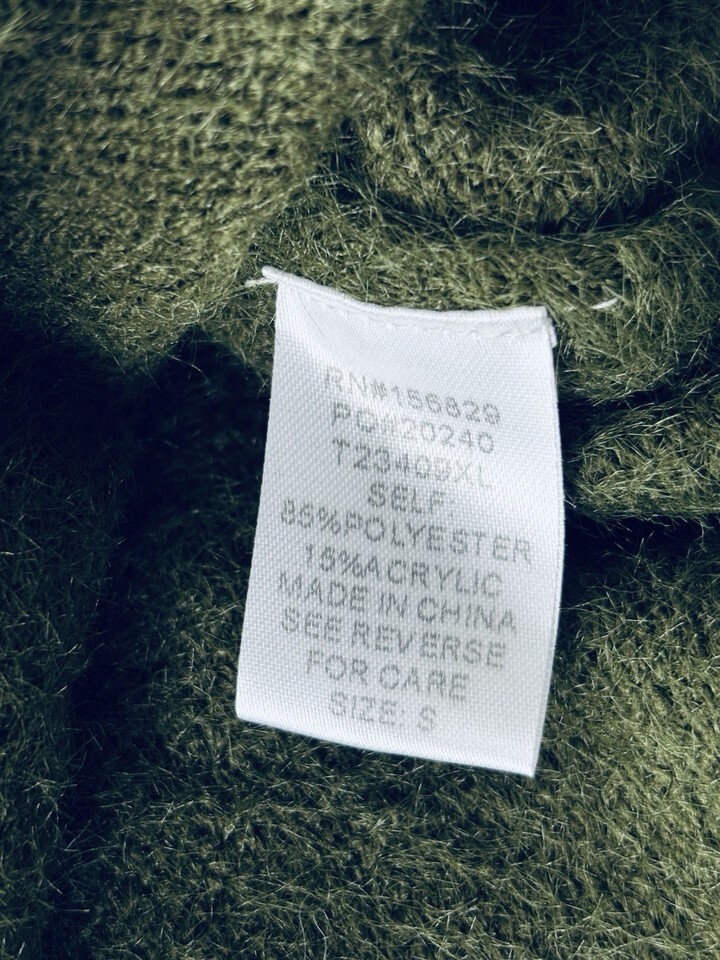 RN#156829
PO#20240
T23409XL
SELF:
85%POLYESTER
15%ACRYLIC
MADE IN CHINA
SEE REVERSE
FOR CARE
SIZE: S